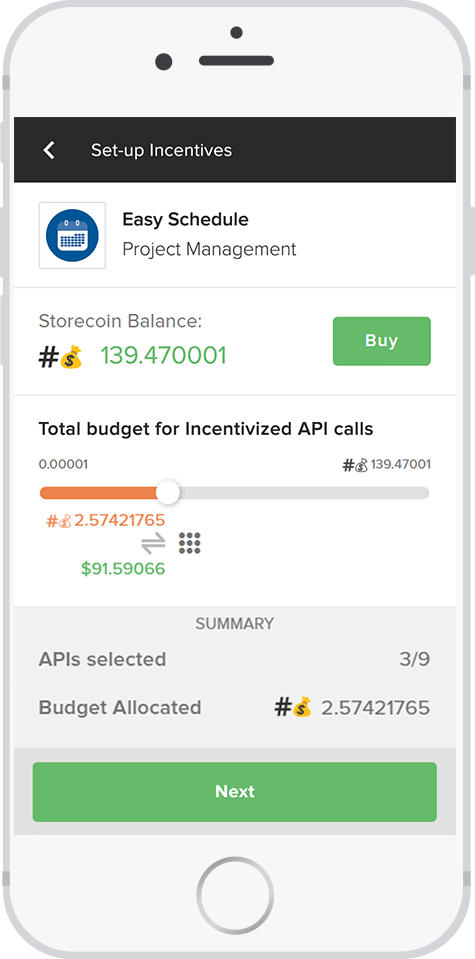 Set-up Incentives
Easy Schedule
Project Management
Storecoin Balance:
#💰 139.470001
Buy
Total budget for Incentivized API calls
0.00001 #💰 139.47001
#💰 2.57421765
$91.59066
SUMMARY
APIs selected 3/9
Budget Allocated #💰 2.57421765
Next